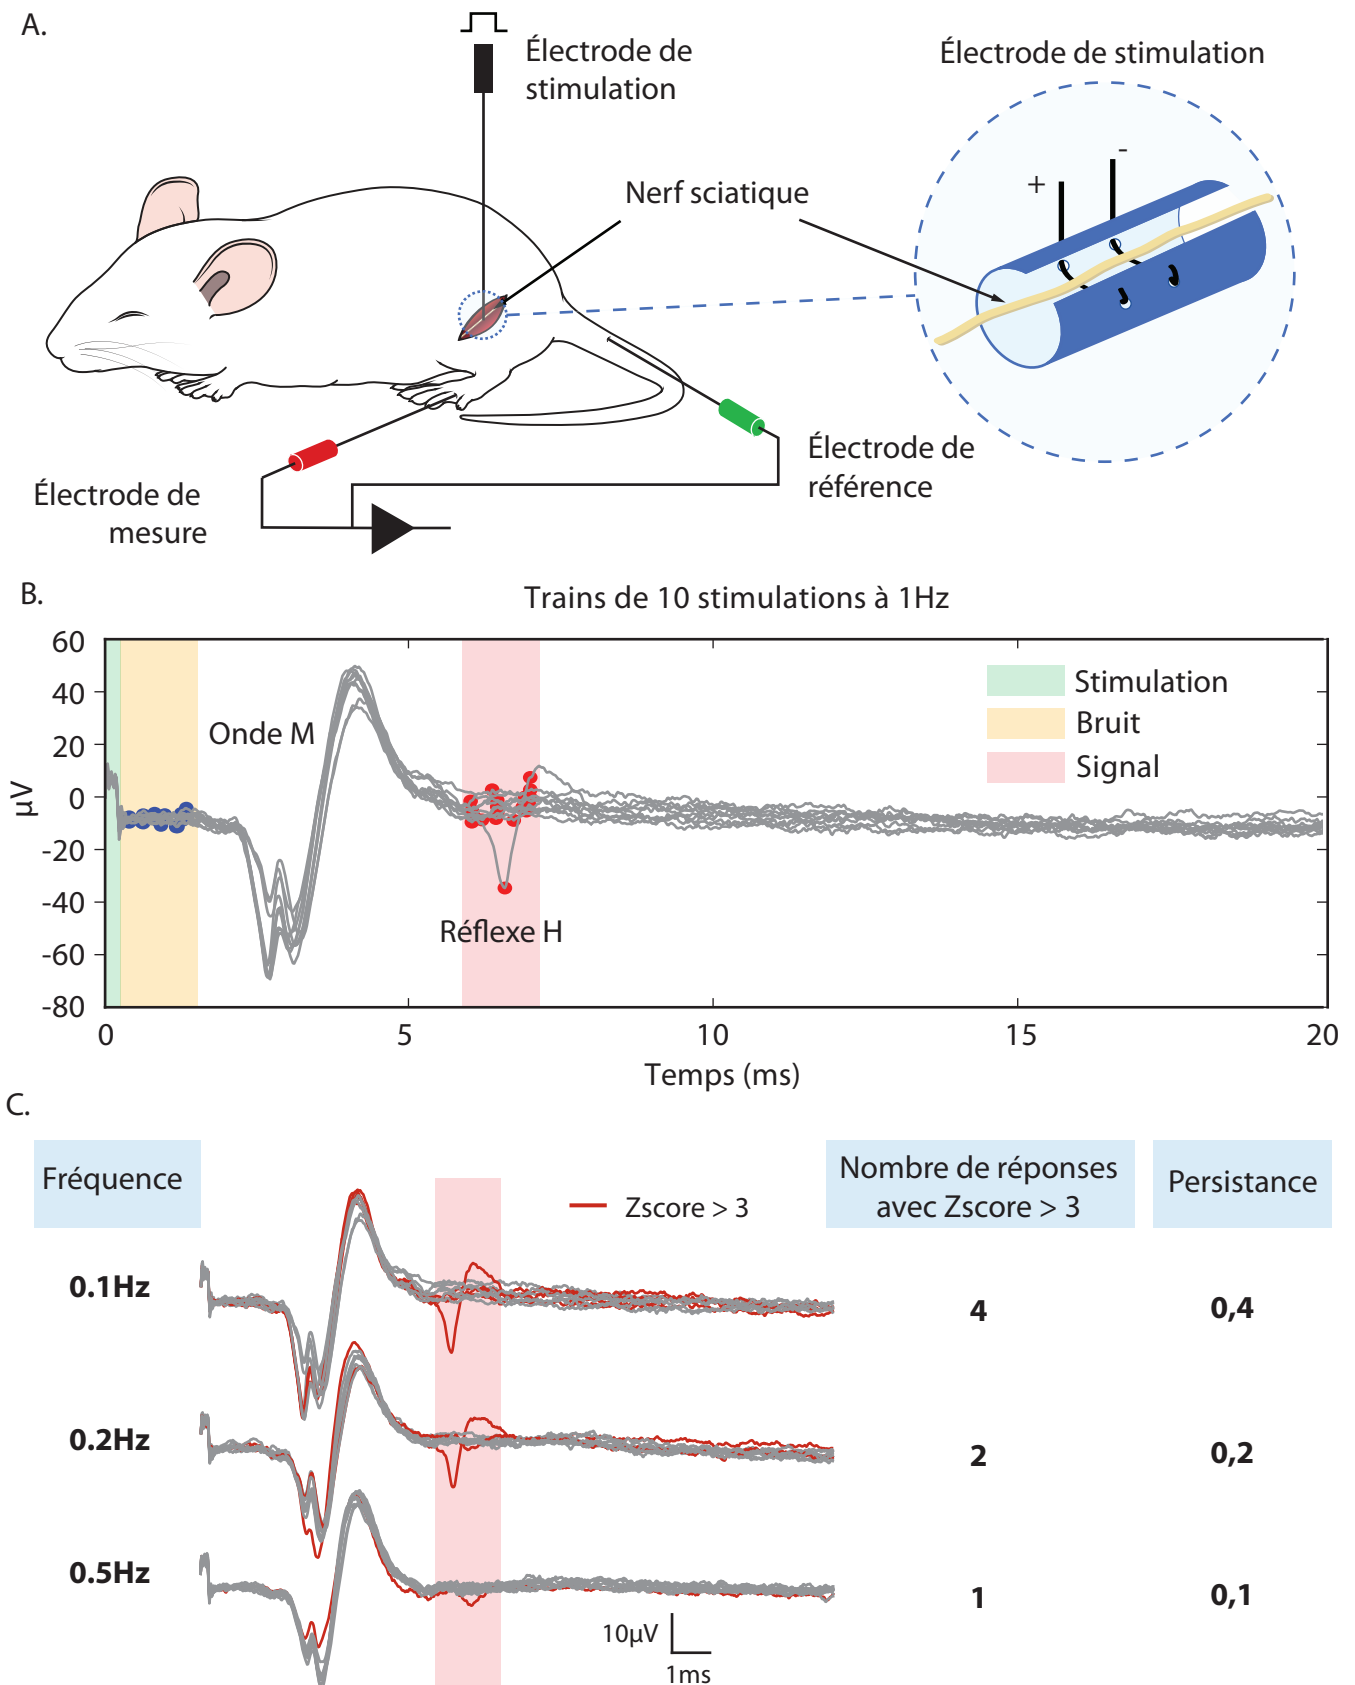 A.
Électrode de
stimulation
Électrode de stimulation
Nerf sciatique
+
-
Électrode de
référence
Électrode de
mesure
B.
Trains de 10 stimulations à 1Hz
60
40
20
0
-20
-40
-60
-80
µV
Onde M
Réflexe H
Stimulation
Bruit
Signal
0
5
10
15
20
Temps (ms)
C.
Fréquence
Zscore > 3
Nombre de réponses
avec Zscore > 3
Persistance
0.1Hz
4
0,4
0.2Hz
2
0,2
0.5Hz
1
0,1
10µV
1ms